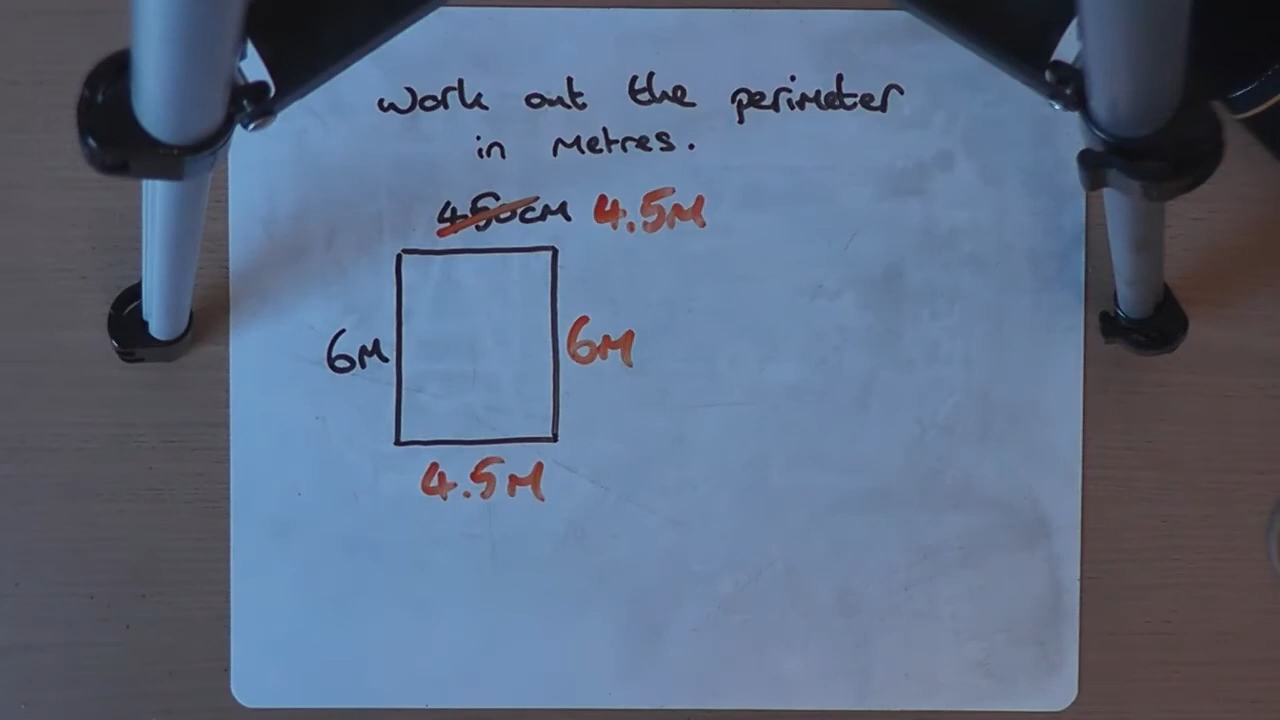 Work out the perimeter
in metres.
450cm 4.5M
6M 6M
4.5M